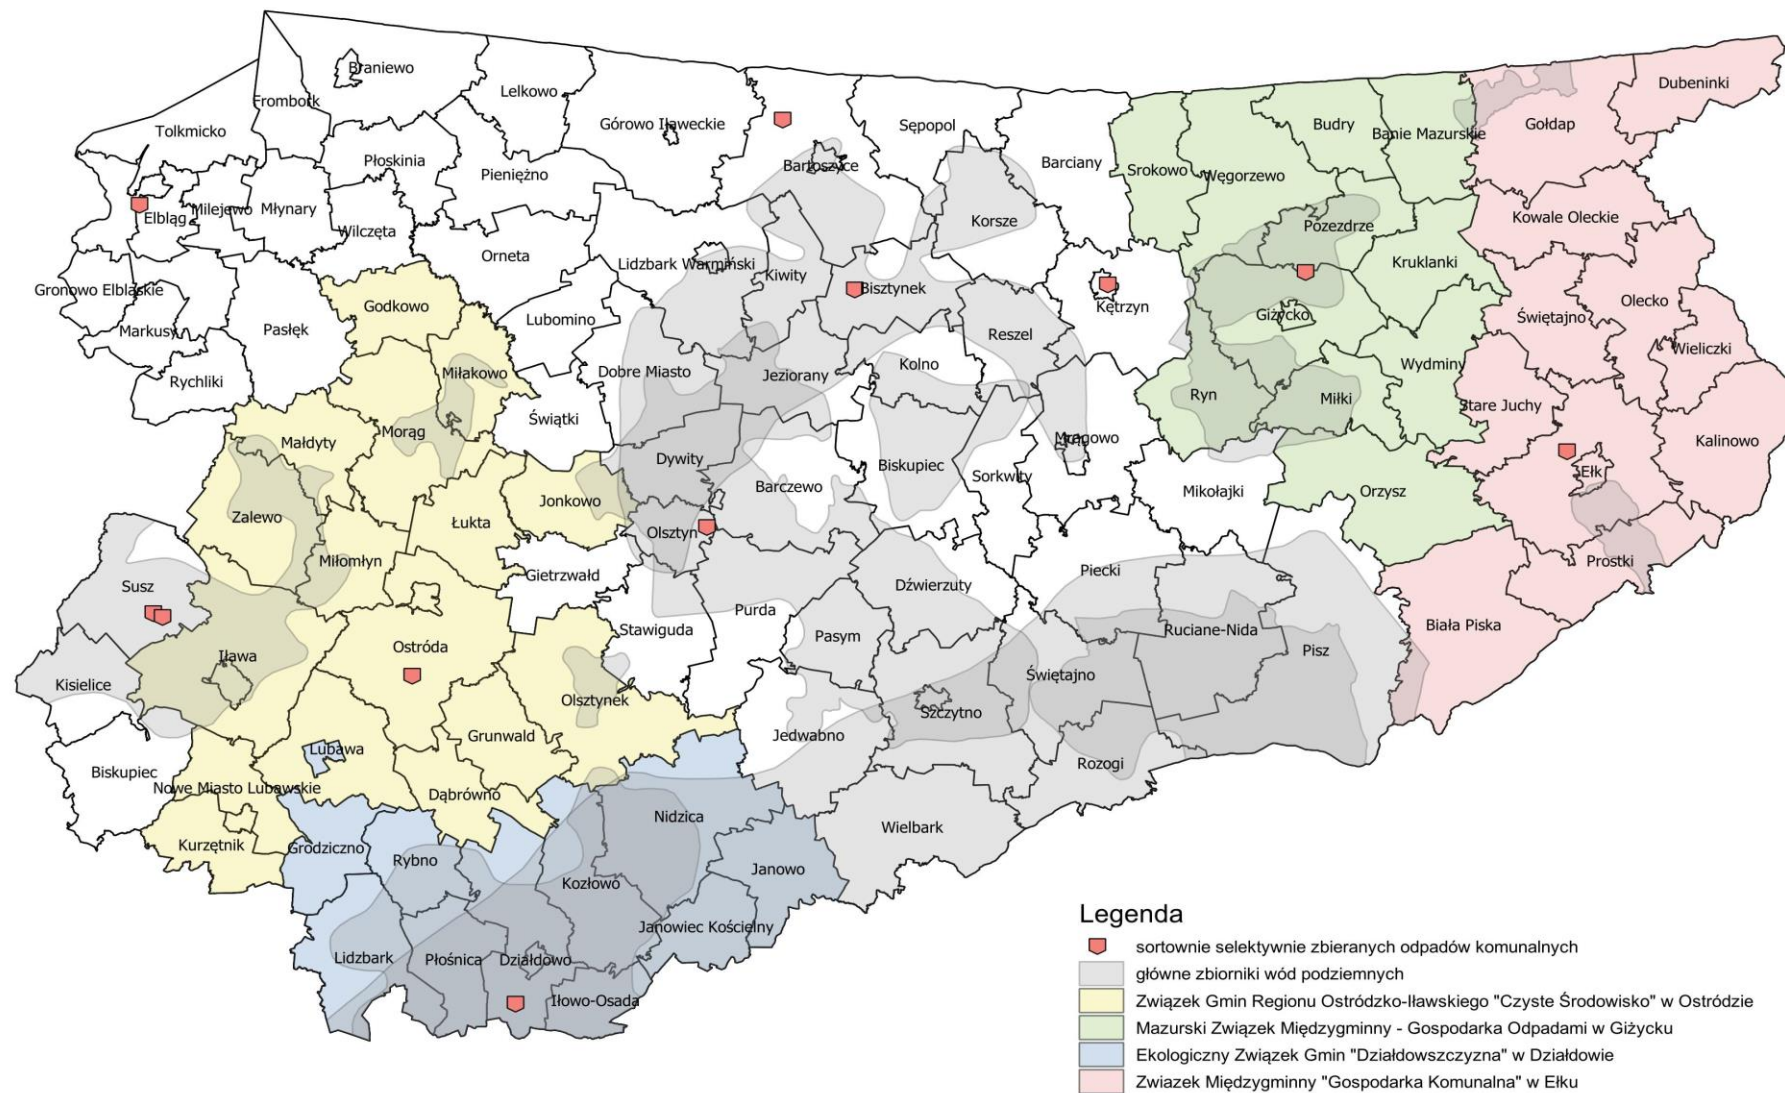 Braniewo
Lelkowo
Dubeninki
Frombork
Tolkmicko
Górowo Iławeckie
Sępopol
Budry
Banie Mazurskie
Gołdap
Płoskinia
Pieniężno
Bartoszyce
Barciany
Srokowo
Węgorzewo
Elbląg
Milejewo
Młynary
Wilczęta
Korsze
Pozezdrze
Kowale Oleckie
Orneta
Lidzbark Warmiński
Kiwity
Bisztynek
Kętrzyn
Kruklanki
Gronowo Elbląskie
Godkowo
Olecko
Markusy
Pasłęk
Lubomino
Reszel
Giżycko
Świętajno
Rychliki
Miłakowo
Dobre Miasto
Jeziorany
Kolno
Wydminy
Wieliczki
Ryn
Miłki
Stare Juchy
Świątki
Małdyty
Morąg
Mrągowo
Kalinowo
Dywity
Biskupiec
Sorkwity
Mikołajki
Orzysz
Ełk
Barczewo
Zalewo
Łukta
Jonkowo
Olsztyn
Miłomłyn
Gietrzwałd
Dźwierzuty
Piecki
Prostki
Susz
Purda
Stawiguda
Pasym
Ruciane-Nida
Biała Piska
Iława
Ostróda
Pisz
Kisielice
Świętajno
Olsztynek
Szczytno
Lubawa
Grunwald
Jedwabno
Rozogi
Biskupiec
Nowe Miasto Lubawskie
Dąbrówno
Nidzica
Wielbark
Kurzętnik
Grodziczno
Rybno
Kozłowo
Janowo
Janowiec Kościelny
Lidzbark
Płośnica
Działdowo
Iłowo-Osada
Legenda
sortownie selektywnie zbieranych odpadów komunalnych
główne zbiorniki wód podziemnych
Związek Gmin Regionu Ostródzko-Iławskiego "Czyste Środowisko" w Ostródzie
Mazurski Związek Międzygminny - Gospodarka Odpadami w Giżycku
Ekologiczny Związek Gmin "Działdowszczyzna" w Działdowie
Zwiazek Międzygminny "Gospodarka Komunalna" w Ełku